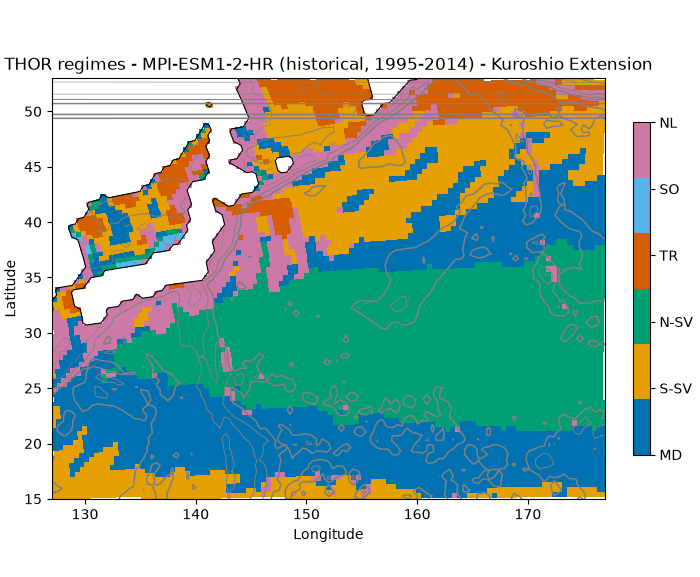 THOR regimes - MPI-ESM1-2-HR (historical, 1995-2014) - Kuroshio Extension
50
45
40
35
30
25
20
15
Latitude
130
140
150
160
170
Longitude
NL
SO
TR
N-SV
S-SV
MD